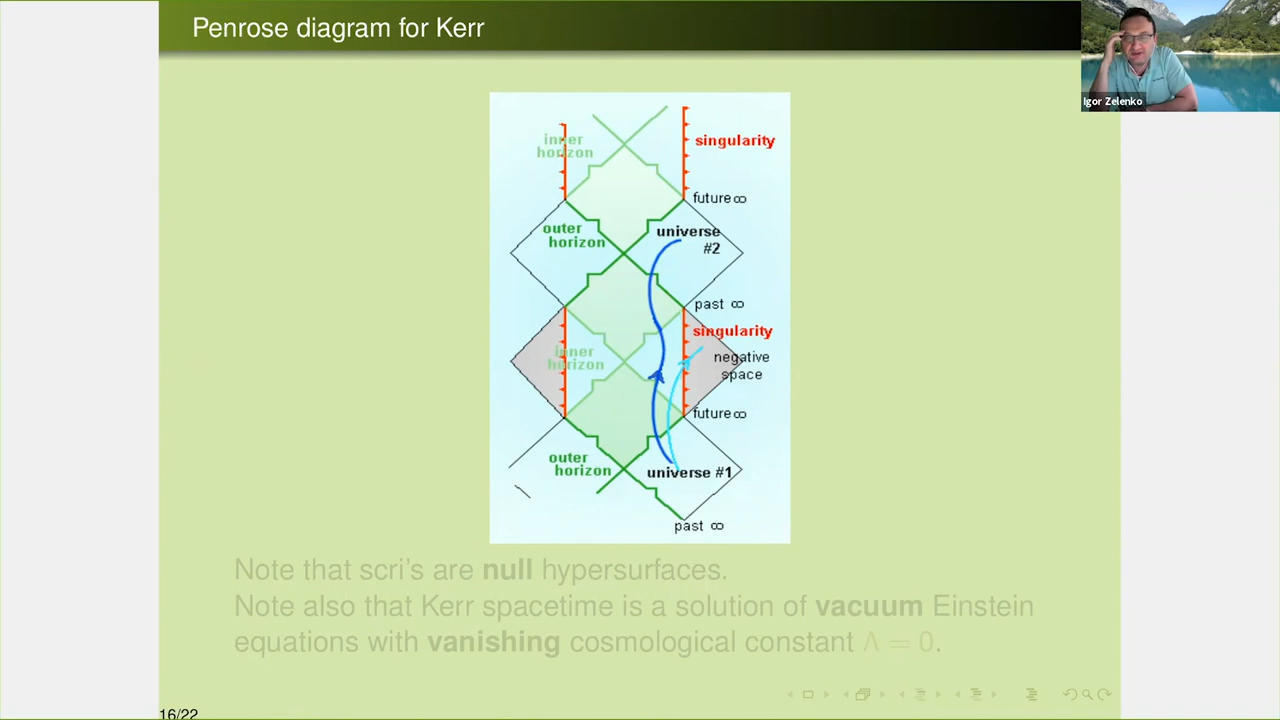 Penrose diagram for Kerr
Igor Zelenko
inner
horizon
singularity
future ∞
outer
horizon
universe
#2
past ∞
singularity
inner
horizon
negative
space
future ∞
outer
horizon
universe #1
past ∞
Note that scri's are null hypersurfaces.
Note also that Kerr spacetime is a solution of vacuum Einstein
equations with vanishing cosmological constant Λ = 0.
16/22